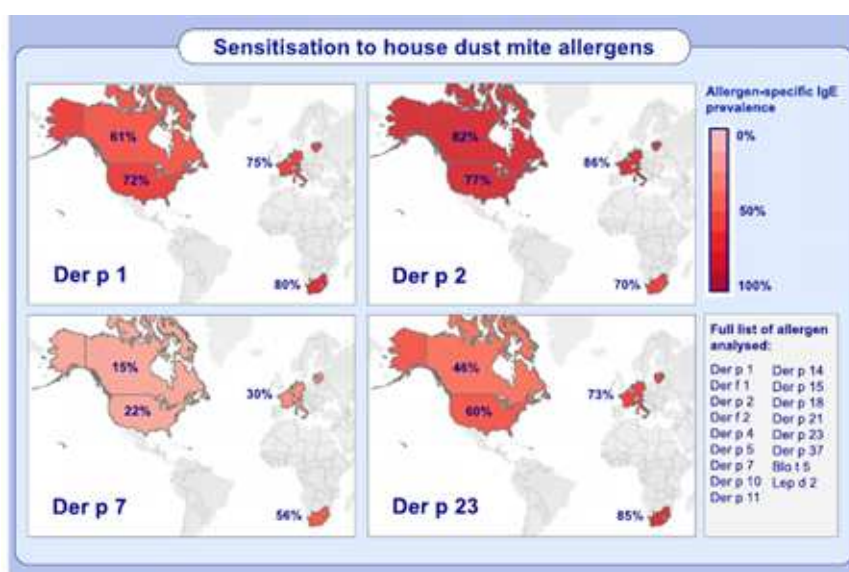 Sensitisation to house dust mite allergens
61%
72%
75%
80%
Der p 1
82%
77%
86%
70%
Der p 2
Allergen-specific IgE
prevalence
0%
50%
100%
15%
22%
30%
56%
Der p 7
46%
60%
73%
85%
Der p 23
Full list of allergen
analysed:
Der p 1 Der p 14
Der f 1 Der p 15
Der p 2 Der p 18
Der f 2 Der p 21
Der p 4 Der p 23
Der p 5 Der p 37
Der p 7 Blo t 5
Der p 10 Lep d 2
Der p 11